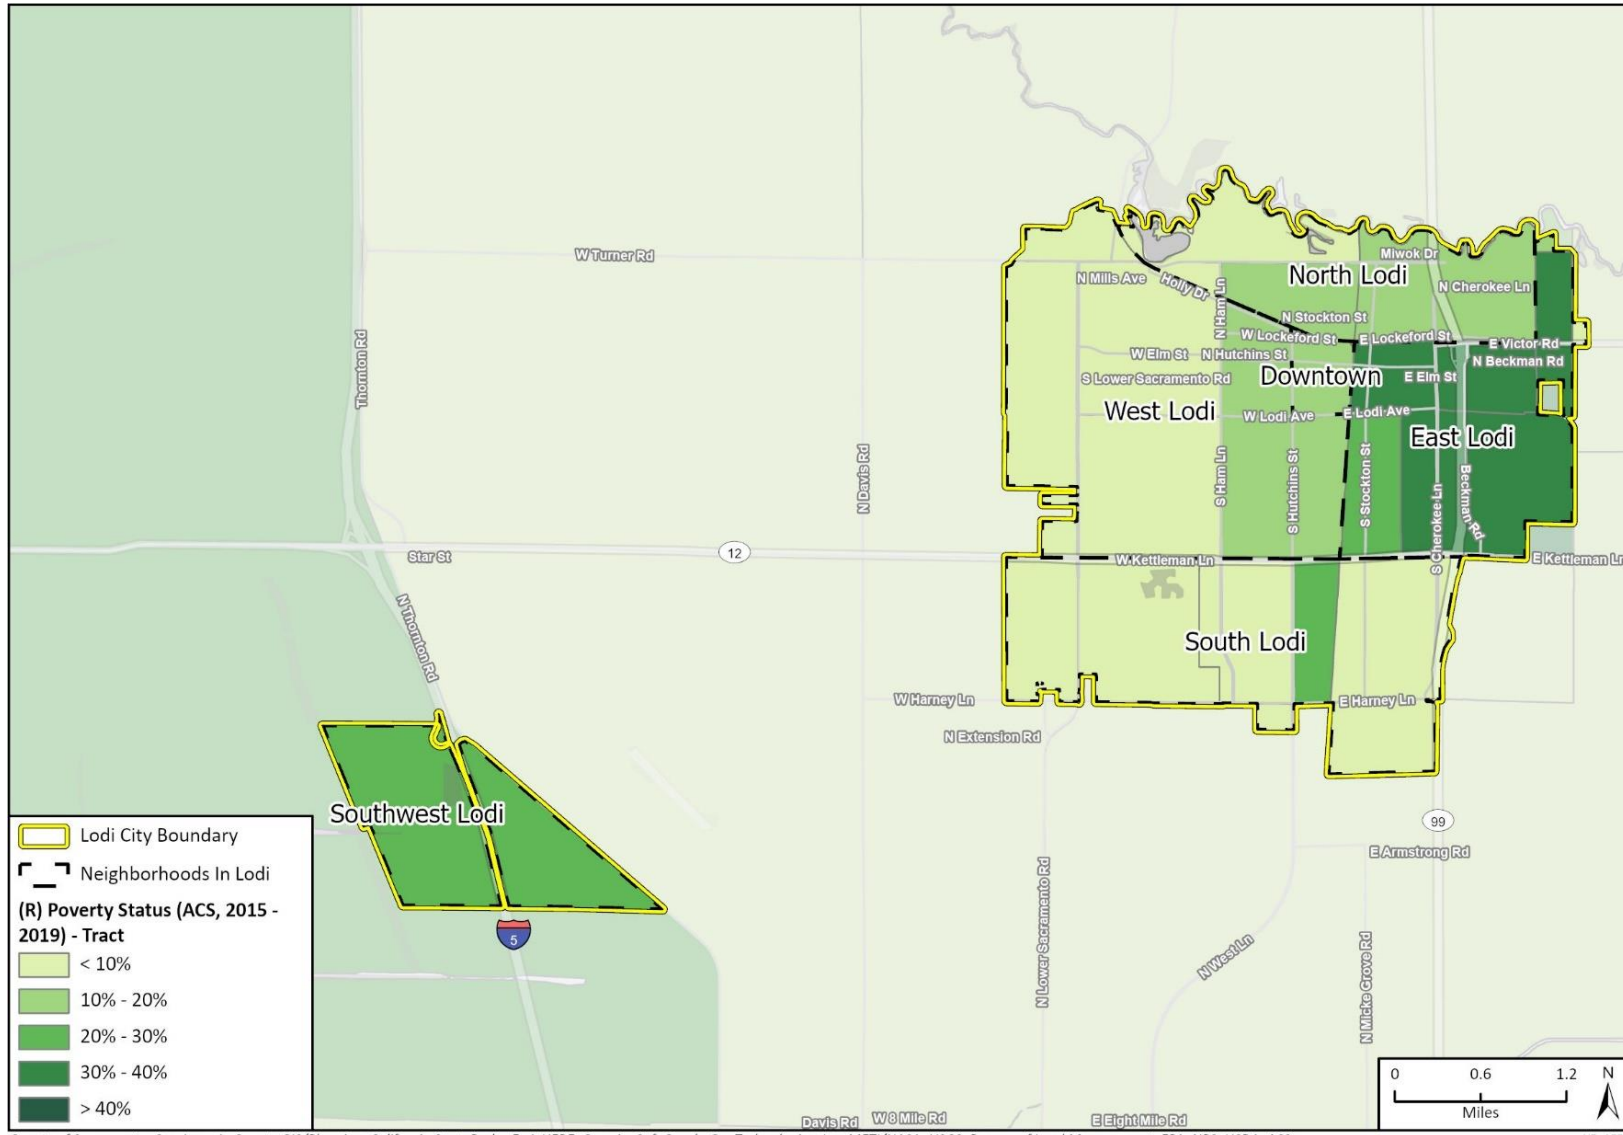 W Turner Rd
Miwok Dr
North Lodi
N Mills Ave
Holly Dr
N Ham Ln
N Cherokee Ln
N Stockton St
W Lockeford St
E Lockeford St
E Victor Rd
W Elm St
N Hutchins St
N Beckman Rd
Thornton Rd
S Lower Sacramento Rd
Downtown
E Elm St
West Lodi
W Lodi Ave
E Lodi Ave
East Lodi
N Davis Rd
S Ham Ln
S Hutchins St
S Stockton St
S Cherokee Ln
Beckman Rd
Star St
12
W Kettleman Ln
E Kettleman Ln
N Thornton Rd
South Lodi
W Harney Ln
E Harney Ln
N Extension Rd
Southwest Lodi
99
E Armstrong Rd
5
N Lower Sacramento Rd
N West Ln
N Micke Grove Rd
Davis Rd
W 8 Mile Rd
E Eight Mile Rd
Lodi City Boundary
Neighborhoods In Lodi
(R) Poverty Status (ACS, 2015 -
2019) - Tract
< 10%
10% - 20%
20% - 30%
30% - 40%
> 40%
0 0.6 1.2
Miles
N